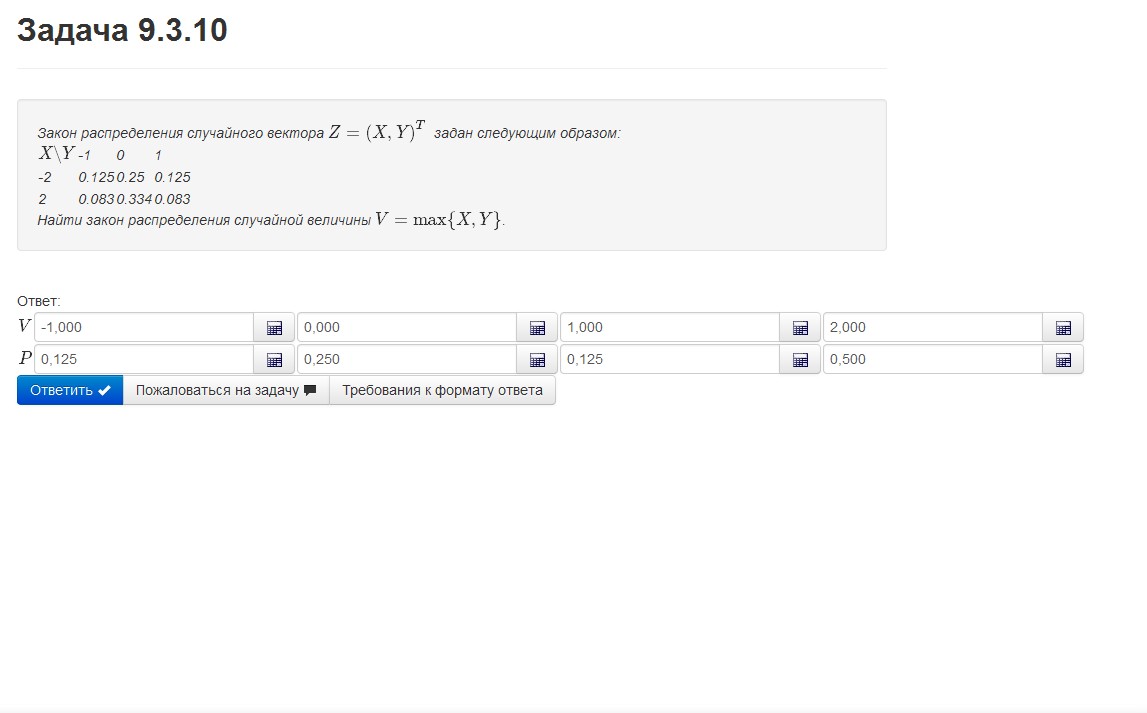 Задача 9.3.10
Закон распределения случайного вектора Z = (X, Y)^T задан следующим образом:
X\Y -1 0 1
-2 0.125 0.25 0.125
2 0.083 0.334 0.083
Найти закон распределения случайной величины V = max{X, Y}.
Ответ:
V -1,000 0,000 1,000 2,000
P 0,125 0,250 0,125 0,500
Ответить Пожаловаться на задачу Требования к формату ответа